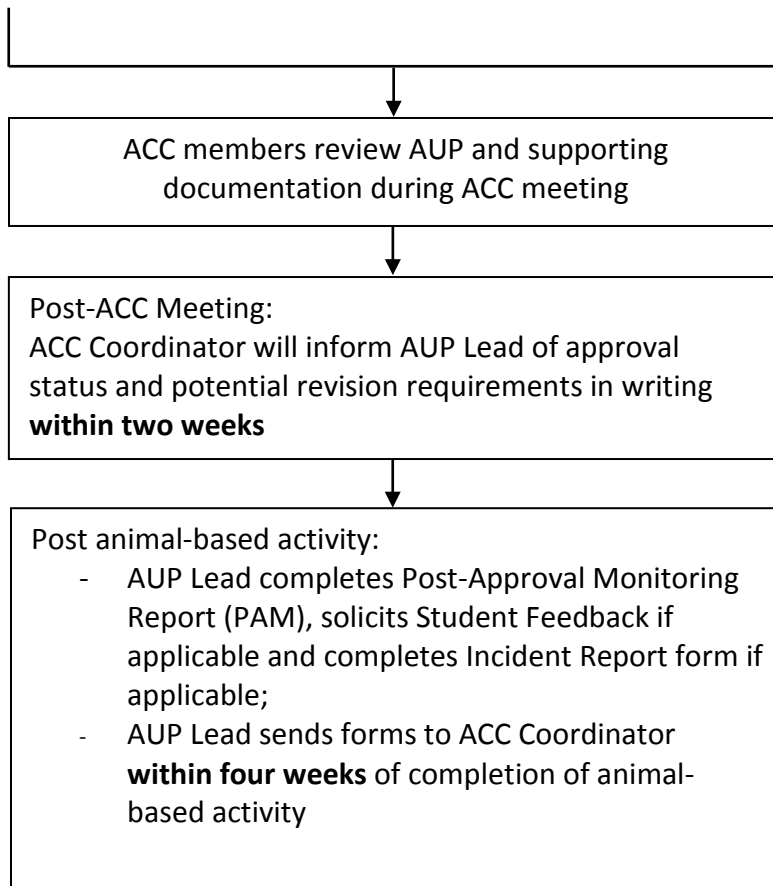 ACC members review AUP and supporting
documentation during ACC meeting
Post-ACC Meeting:
ACC Coordinator will inform AUP Lead of approval
status and potential revision requirements in writing
within two weeks
Post animal-based activity:
- AUP Lead completes Post-Approval Monitoring
Report (PAM), solicits Student Feedback if
applicable and completes Incident Report form if
applicable;
- AUP Lead sends forms to ACC Coordinator
within four weeks of completion of animal-
based activity